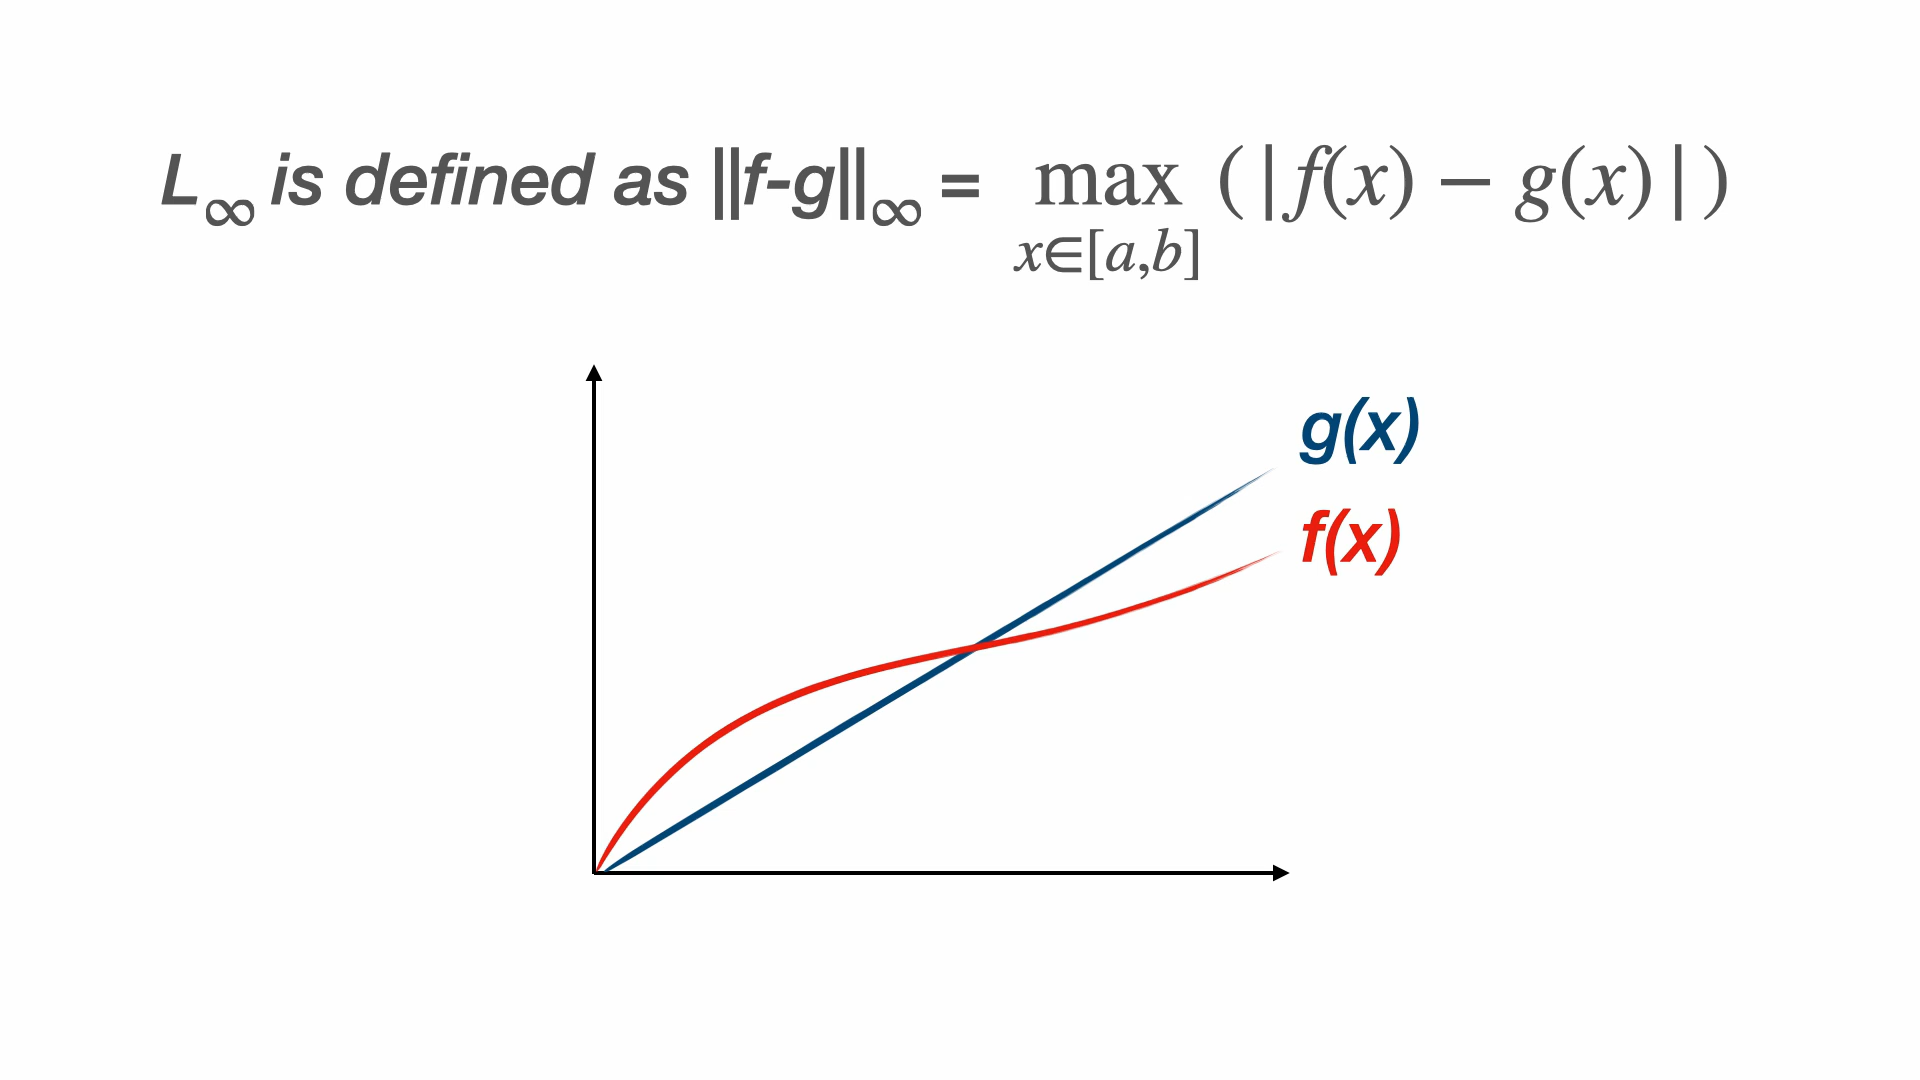 L∞ is defined as ||f-g||∞ = max (|f(x) − g(x)|)
x∈[a,b]
g(x)
f(x)